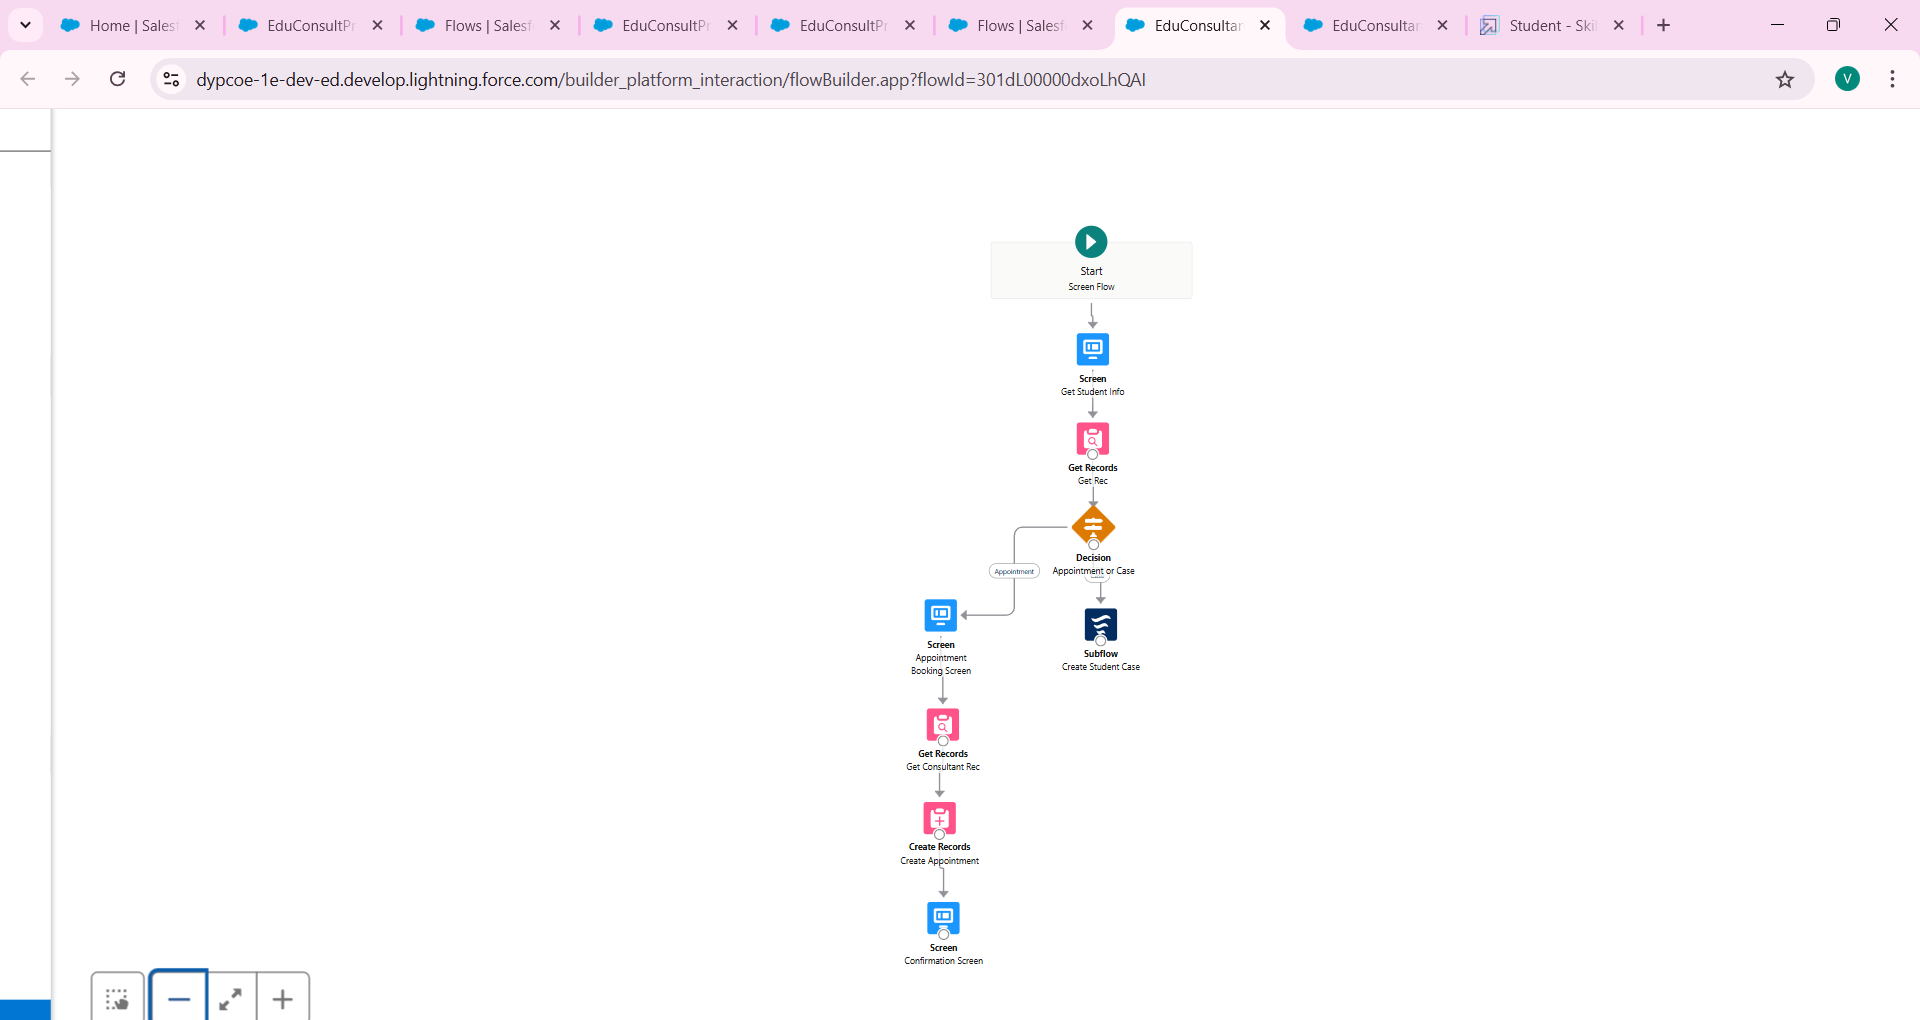 Home | Salesf
EduConsultPr
Flows | Salesf
EduConsultPr
EduConsultPr
Flows | Salesf
EduConsultan
EduConsultan
Student - Skil
dypcoe-1e-dev-ed.develop.lightning.force.com/builder_platform_interaction/flowBuilder.app?flowId=301dL00000dxoLhQAI
V
Start
Screen Flow
Screen
Get Student Info
Get Records
Get Rec
Decision
Appointment or Case
Appointment
Screen
Appointment
Booking Screen
Subflow
Create Student Case
Get Records
Get Consultant Rec
Create Records
Create Appointment
Screen
Confirmation Screen